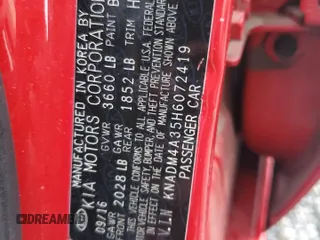 MANUFACTURED IN KOREA BY
KIA MOTORS CORPORATION
08/16 GVWR 3660 LB PAINT B
GAWR FRONT 2028 LB GAWR REAR 1852 LB TRIM H
THIS VEHICLE CONFORMS TO ALL APPLICABLE U.S.A. FEDERAL
MOTOR VEHICLE SAFETY, BUMPER, AND THEFT PREVENTION STANDARDS
IN EFFECT ON THE DATE OF MANUFACTURE SHOWN ABOVE
V.I.N KNADM4A35H6072419
PASSENGER CAR
DREAMBID